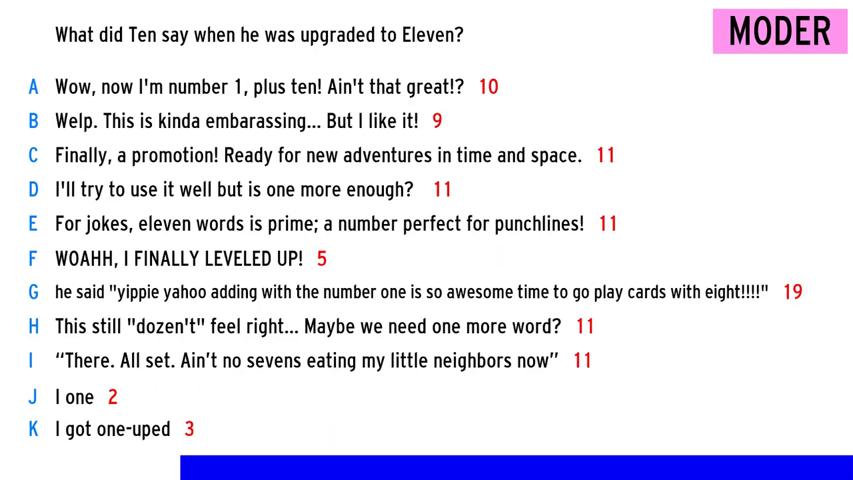 What did Ten say when he was upgraded to Eleven?
MODER
A Wow, now I'm number 1, plus ten! Ain't that great!? 10
B Welp. This is kinda embarassing... But I like it! 9
C Finally, a promotion! Ready for new adventures in time and space. 11
D I'll try to use it well but is one more enough? 11
E For jokes, eleven words is prime; a number perfect for punchlines! 11
F WOAHH, I FINALLY LEVELED UP! 5
G he said "yippie yahoo adding with the number one is so awesome time to go play cards with eight!!!!" 19
H This still "dozen't" feel right... Maybe we need one more word? 11
I “There. All set. Ain’t no sevens eating my little neighbors now” 11
J I one 2
K I got one-uped 3